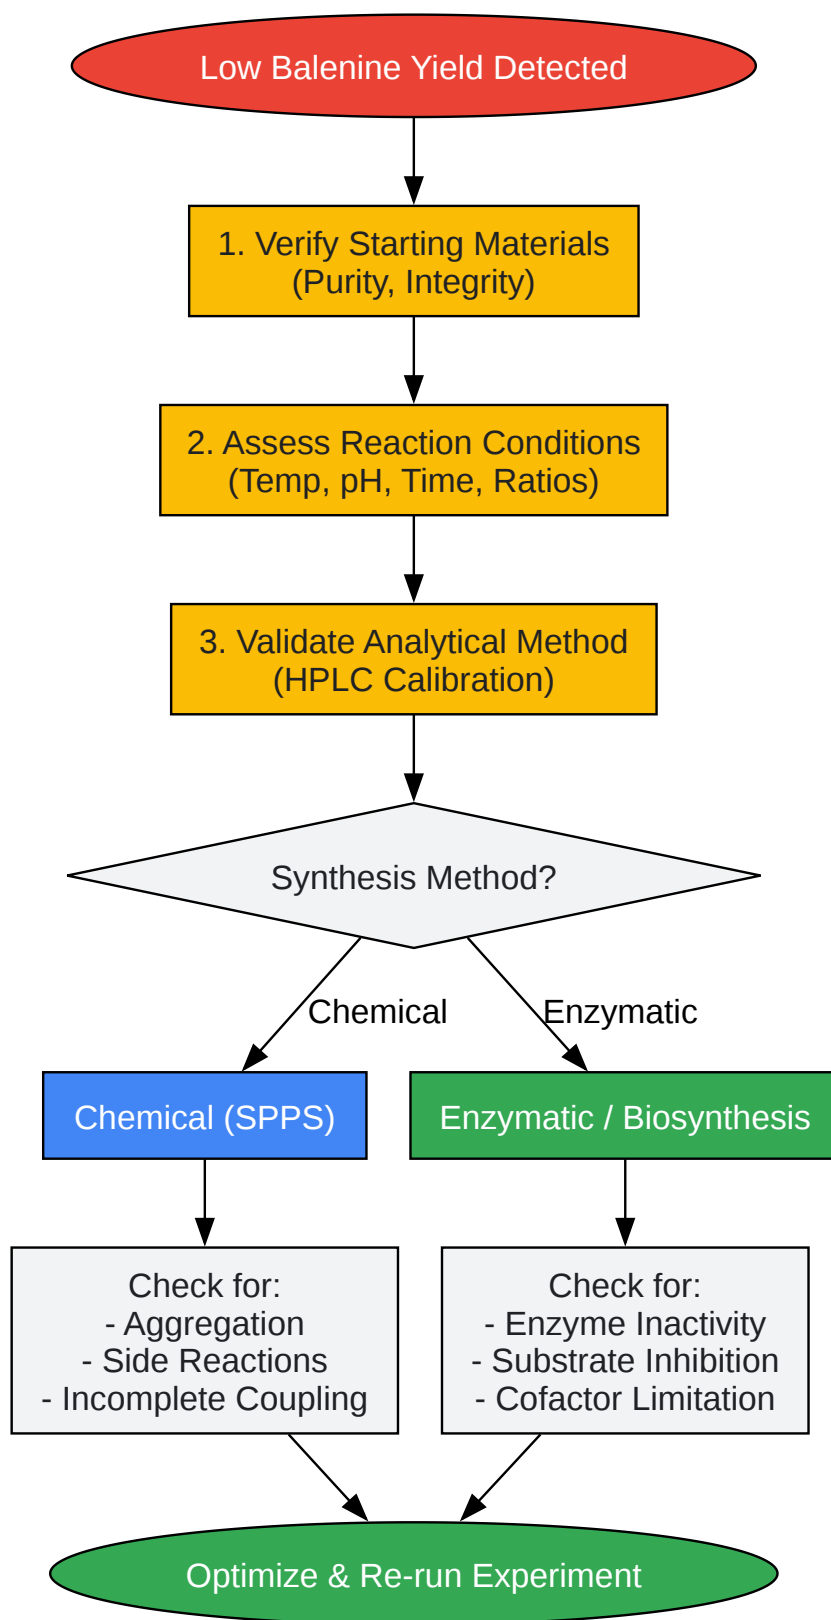 Low Balenine Yield Detected
1. Verify Starting Materials
(Purity, Integrity)
2. Assess Reaction Conditions
(Temp, pH, Time, Ratios)
3. Validate Analytical Method
(HPLC Calibration)
Synthesis Method?
Chemical
Enzymatic
Chemical (SPPS)
Enzymatic / Biosynthesis
Check for:
- Aggregation
- Side Reactions
- Incomplete Coupling
Check for:
- Enzyme Inactivity
- Substrate Inhibition
- Cofactor Limitation
Optimize & Re-run Experiment